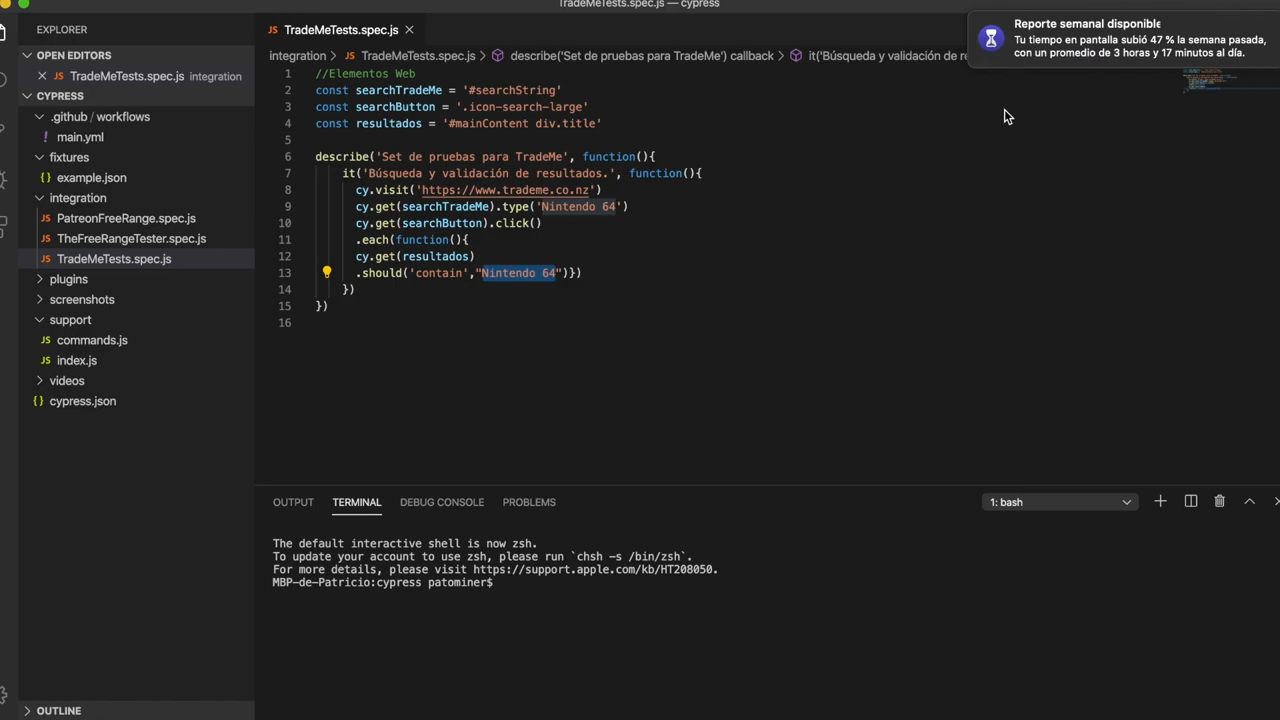 TradeMeTests.spec.js — cypress
EXPLORER
OPEN EDITORS
TradeMeTests.spec.js integration
CYPRESS
.github / workflows
main.yml
fixtures
{} example.json
integration
JS PatreonFreeRange.spec.js
JS TheFreeRangeTester.spec.js
JS TradeMeTests.spec.js
plugins
screenshots
support
JS commands.js
JS index.js
videos
{} cypress.json
OUTLINE
JS TradeMeTests.spec.js
integration > JS TradeMeTests.spec.js > describe('Set de pruebas para TradeMe') callback > it('Búsqueda y validación de re
1 //Elementos Web
2 const searchTradeMe = '#searchString'
3 const searchButton = '.icon-search-large'
4 const resultados = '#mainContent div.title'
5
6 describe('Set de pruebas para TradeMe', function(){
7 it('Búsqueda y validación de resultados.', function(){
8 cy.visit('https://www.trademe.co.nz')
9 cy.get(searchTradeMe).type('Nintendo 64')
10 cy.get(searchButton).click()
11 .each(function(){
12 cy.get(resultados)
13 .should('contain',"Nintendo 64")})
14 })
15 })
16
Reporte semanal disponible
Tu tiempo en pantalla subió 47 % la semana pasada,
con un promedio de 3 horas y 17 minutos al día.
OUTPUT TERMINAL DEBUG CONSOLE PROBLEMS
1: bash
The default interactive shell is now zsh.
To update your account to use zsh, please run `chsh -s /bin/zsh`.
For more details, please visit https://support.apple.com/kb/HT208050.
MBP-de-Patricio:cypress patominer$